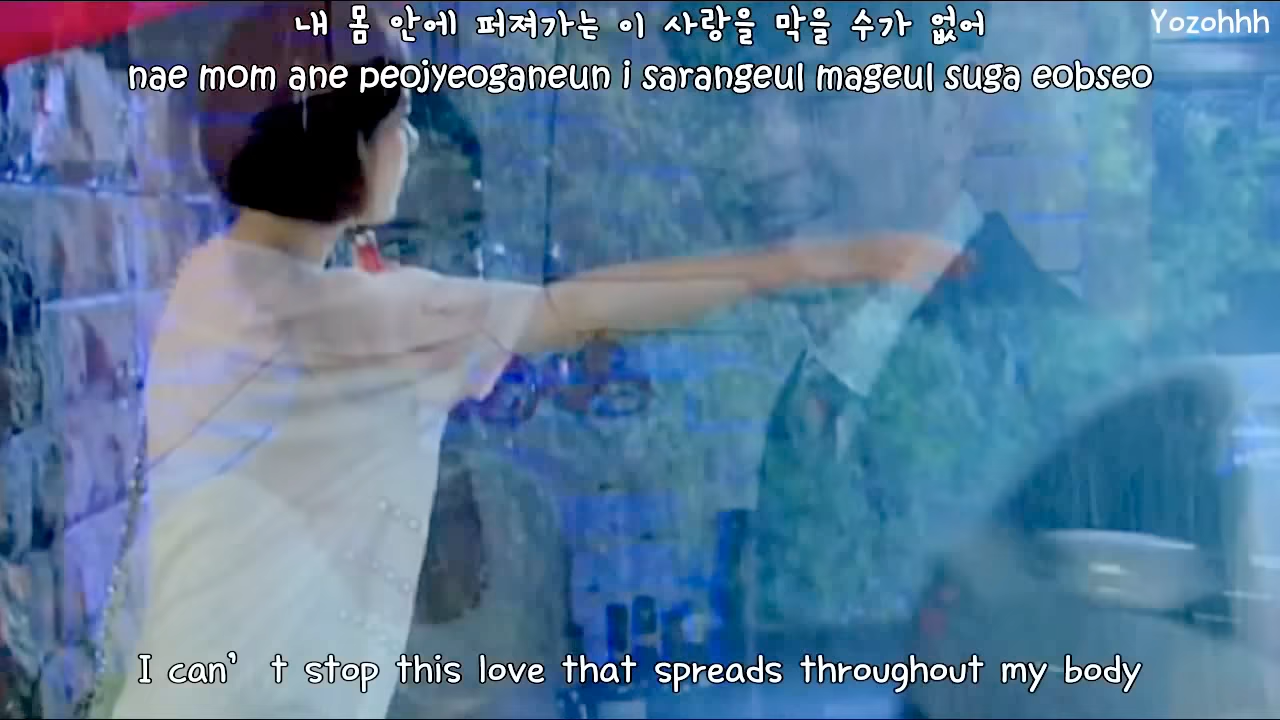 내 몸 안에 퍼져가는 이 사랑을 막을 수가 없어
Yozohhh
nae mom ane peojyeoganeun i sarangeul mageul suga eobseo
I can't stop this love that spreads throughout my body